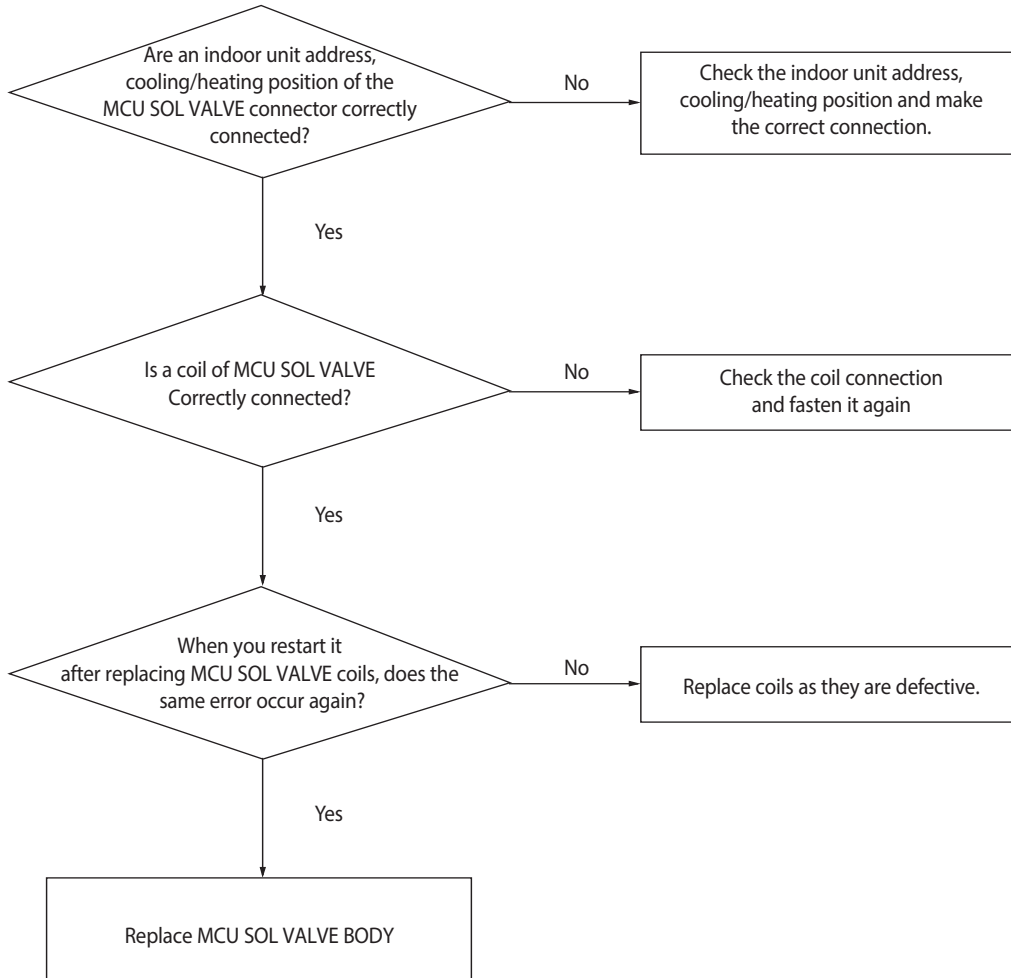 Are an indoor unit address,
cooling/heating position of the
MCU SOL VALVE connector correctly
connected?
No
Check the indoor unit address,
cooling/heating position and make
the correct connection.
Yes
Is a coil of MCU SOL VALVE
Correctly connected?
No
Check the coil connection
and fasten it again
Yes
When you restart it
after replacing MCU SOL VALVE coils, does the
same error occur again?
No
Replace coils as they are defective.
Yes
Replace MCU SOL VALVE BODY